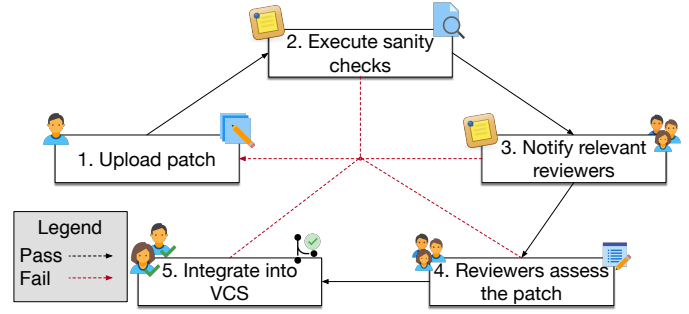 2. Execute sanity
checks
1. Upload patch
3. Notify relevant
reviewers
Legend
Pass
Fail
5. Integrate into
VCS
4. Reviewers assess
the patch